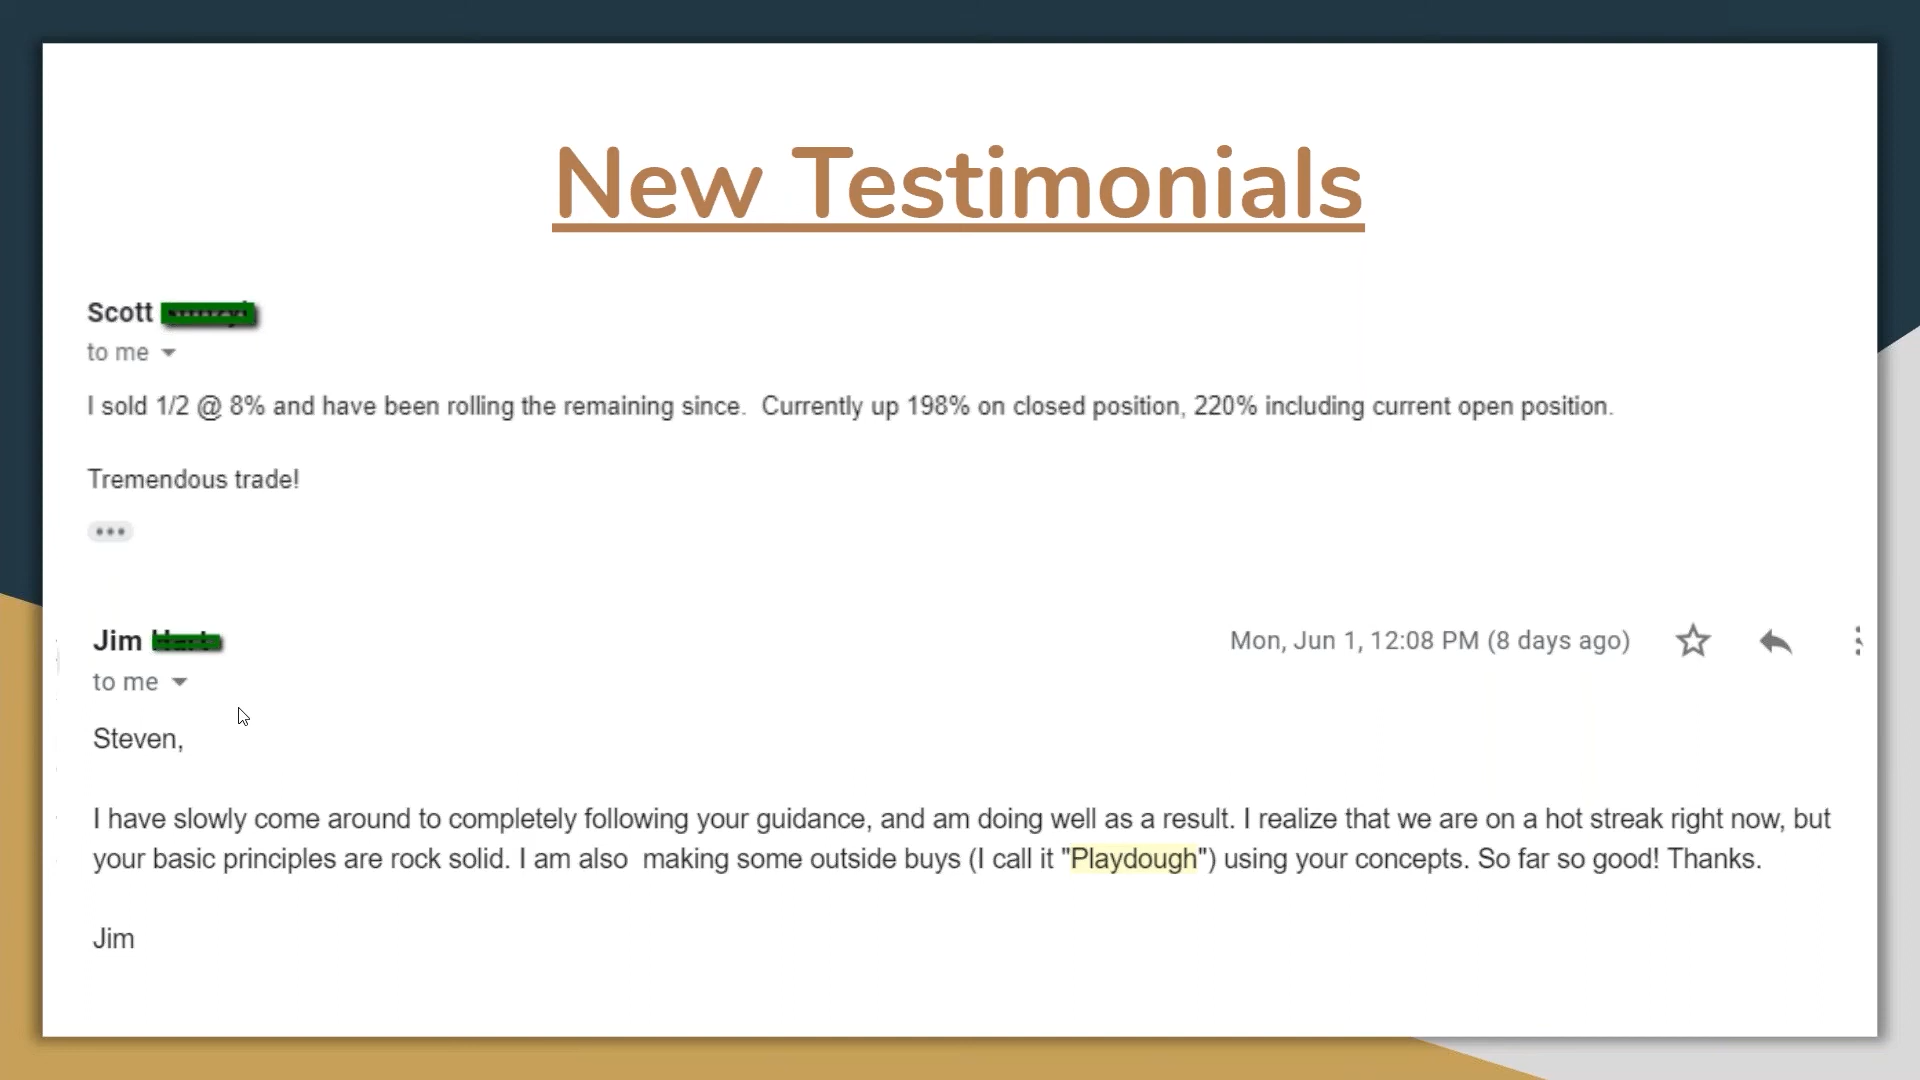 New Testimonials
Scott
to me
I sold 1/2 @ 8% and have been rolling the remaining since.  Currently up 198% on closed position, 220% including current open position.
Tremendous trade!
Jim
Mon, Jun 1, 12:08 PM (8 days ago)
to me
Steven,
I have slowly come around to completely following your guidance, and am doing well as a result. I realize that we are on a hot streak right now, but
your basic principles are rock solid. I am also  making some outside buys (I call it "Playdough") using your concepts. So far so good! Thanks.
Jim